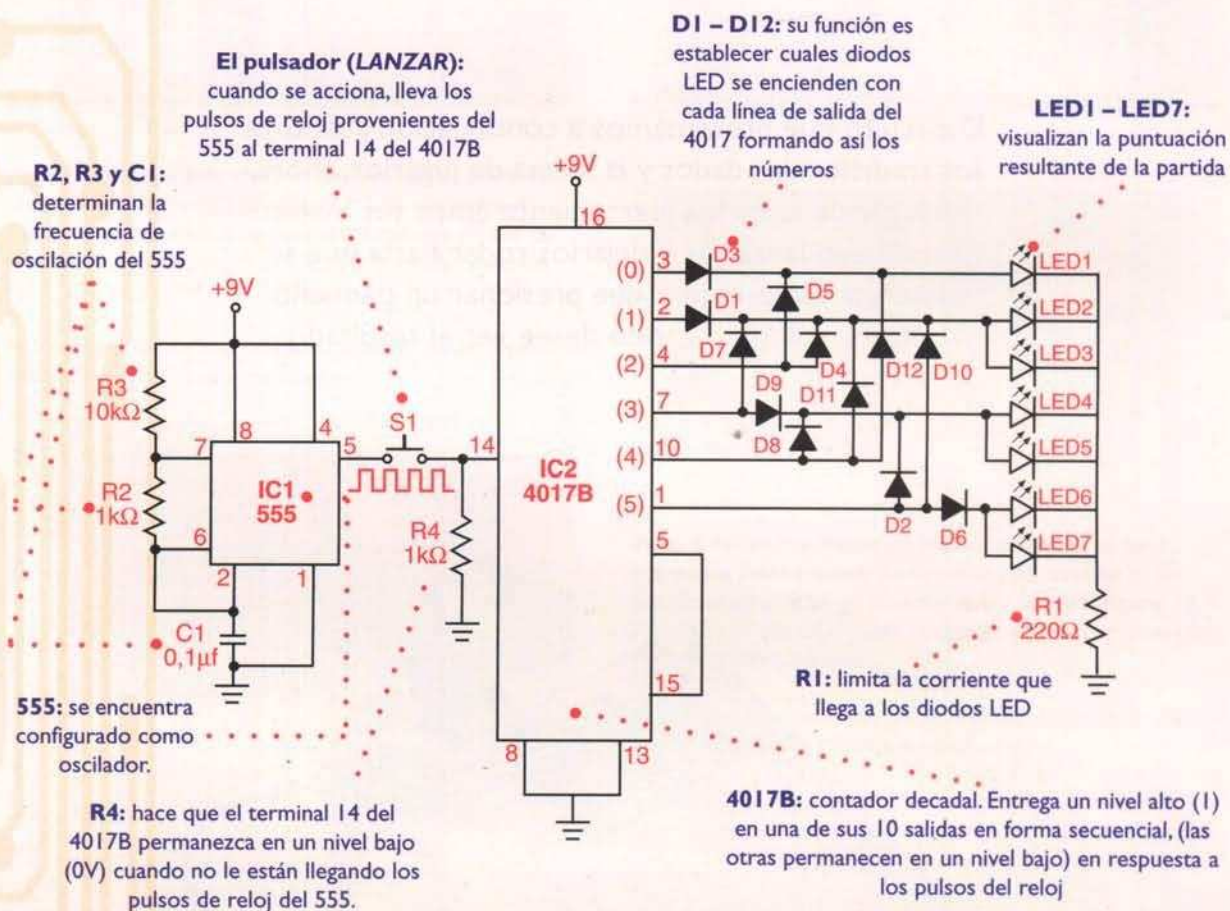 D1 – D12: su función es
establecer cuales diodos
LED se encienden con
cada línea de salida del
4017 formando así los
números
El pulsador (LANZAR):
cuando se acciona, lleva los
pulsos de reloj provenientes del
555 al terminal 14 del 4017B
LED1 – LED7:
visualizan la puntuación
resultante de la partida
R2, R3 y C1:
determinan la
frecuencia de
oscilación del 555
+9V
16
+9V
R3
10kΩ
R2
1kΩ
7
6
8
4
5
2
1
IC1
555
C1
0,1µf
S1
14
R4
1kΩ
IC2
4017B
(0)
3
(1)
2
(2)
4
(3)
7
(4)
10
(5)
1
5
15
8
13
D3
D5
D1
D7
D4
D12
D10
D9
D11
D8
D2
D6
LED1
LED2
LED3
LED4
LED5
LED6
LED7
R1
220Ω
R1: limita la corriente que
llega a los diodos LED
555: se encuentra
configurado como
oscilador.
R4: hace que el terminal 14 del
4017B permanezca en un nivel bajo
(0V) cuando no le están llegando los
pulsos de reloj del 555.
4017B: contador decadal. Entrega un nivel alto (1)
en una de sus 10 salidas en forma secuencial, (las
otras permanecen en un nivel bajo) en respuesta a
los pulsos del reloj